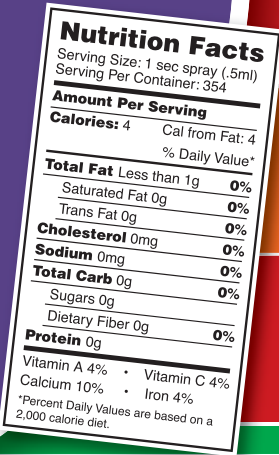 Nutrition Facts
Serving Size: 1 sec spray (.5ml)
Serving Per Container: 354
Amount Per Serving
Calories: 4 Cal from Fat: 4
% Daily Value*
Total Fat Less than 1g 0%
Saturated Fat 0g 0%
Trans Fat 0g 0%
Cholesterol 0mg 0%
Sodium 0mg 0%
Total Carb 0g 0%
Sugars 0g
Dietary Fiber 0g 0%
Protein 0g
Vitamin A 4% • Vitamin C 4%
Calcium 10% • Iron 4%
*Percent Daily Values are based on a
2,000 calorie diet.